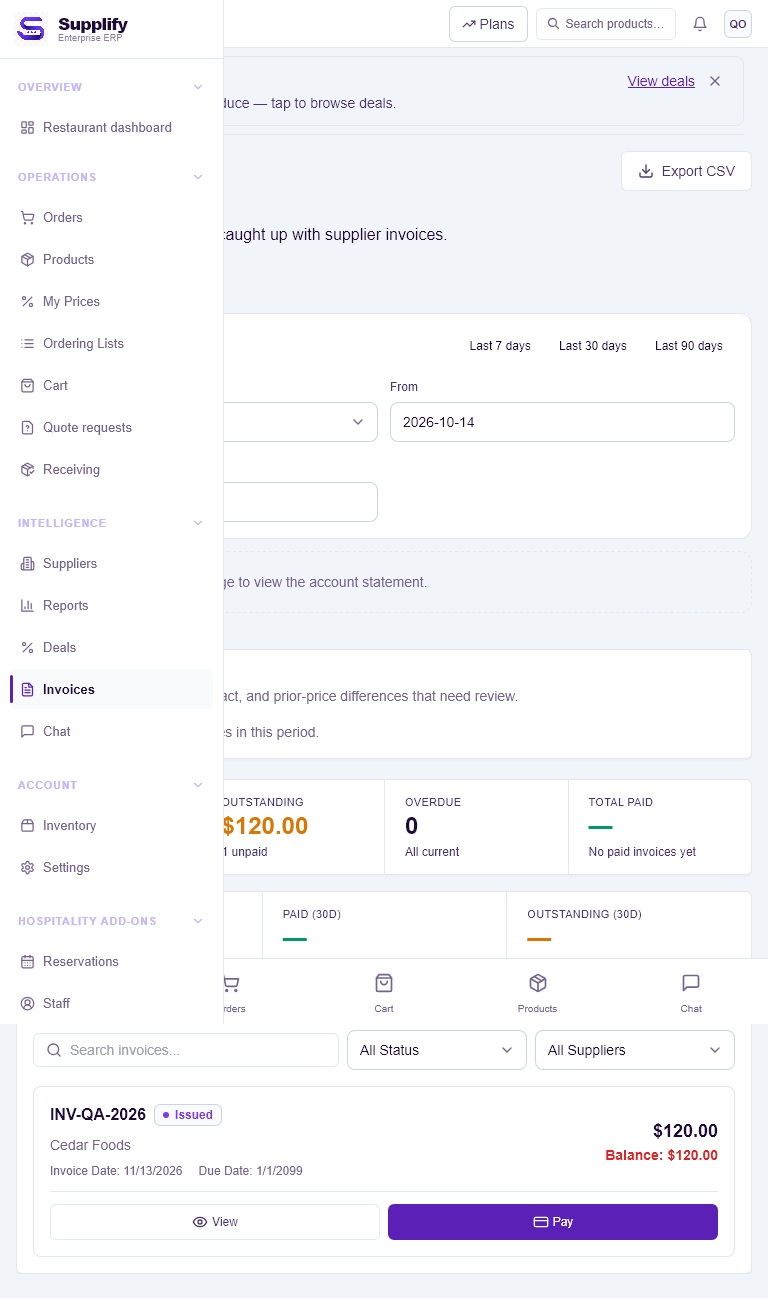 Supplify
Enterprise ERP
OVERVIEW
Restaurant dashboard
OPERATIONS
Orders
Products
My Prices
Ordering Lists
Cart
Quote requests
Receiving
INTELLIGENCE
Suppliers
Reports
Deals
Invoices
Chat
ACCOUNT
Inventory
Settings
HOSPITALITY ADD-ONS
Reservations
Staff
Plans
Search products...
QO
View deals
duce — tap to browse deals.
Export CSV
caught up with supplier invoices.
Last 7 days Last 30 days Last 90 days
From
2026-10-14
ge to view the account statement.
act, and prior-price differences that need review.
s in this period.
OUTSTANDING
$120.00
1 unpaid
OVERDUE
0
All current
TOTAL PAID
—
No paid invoices yet
PAID (30D)
—
OUTSTANDING (30D)
—
rders
Cart
Products
Chat
Search invoices...
All Status
All Suppliers
INV-QA-2026
Issued
Cedar Foods
Invoice Date: 11/13/2026 Due Date: 1/1/2099
$120.00
Balance: $120.00
View
Pay